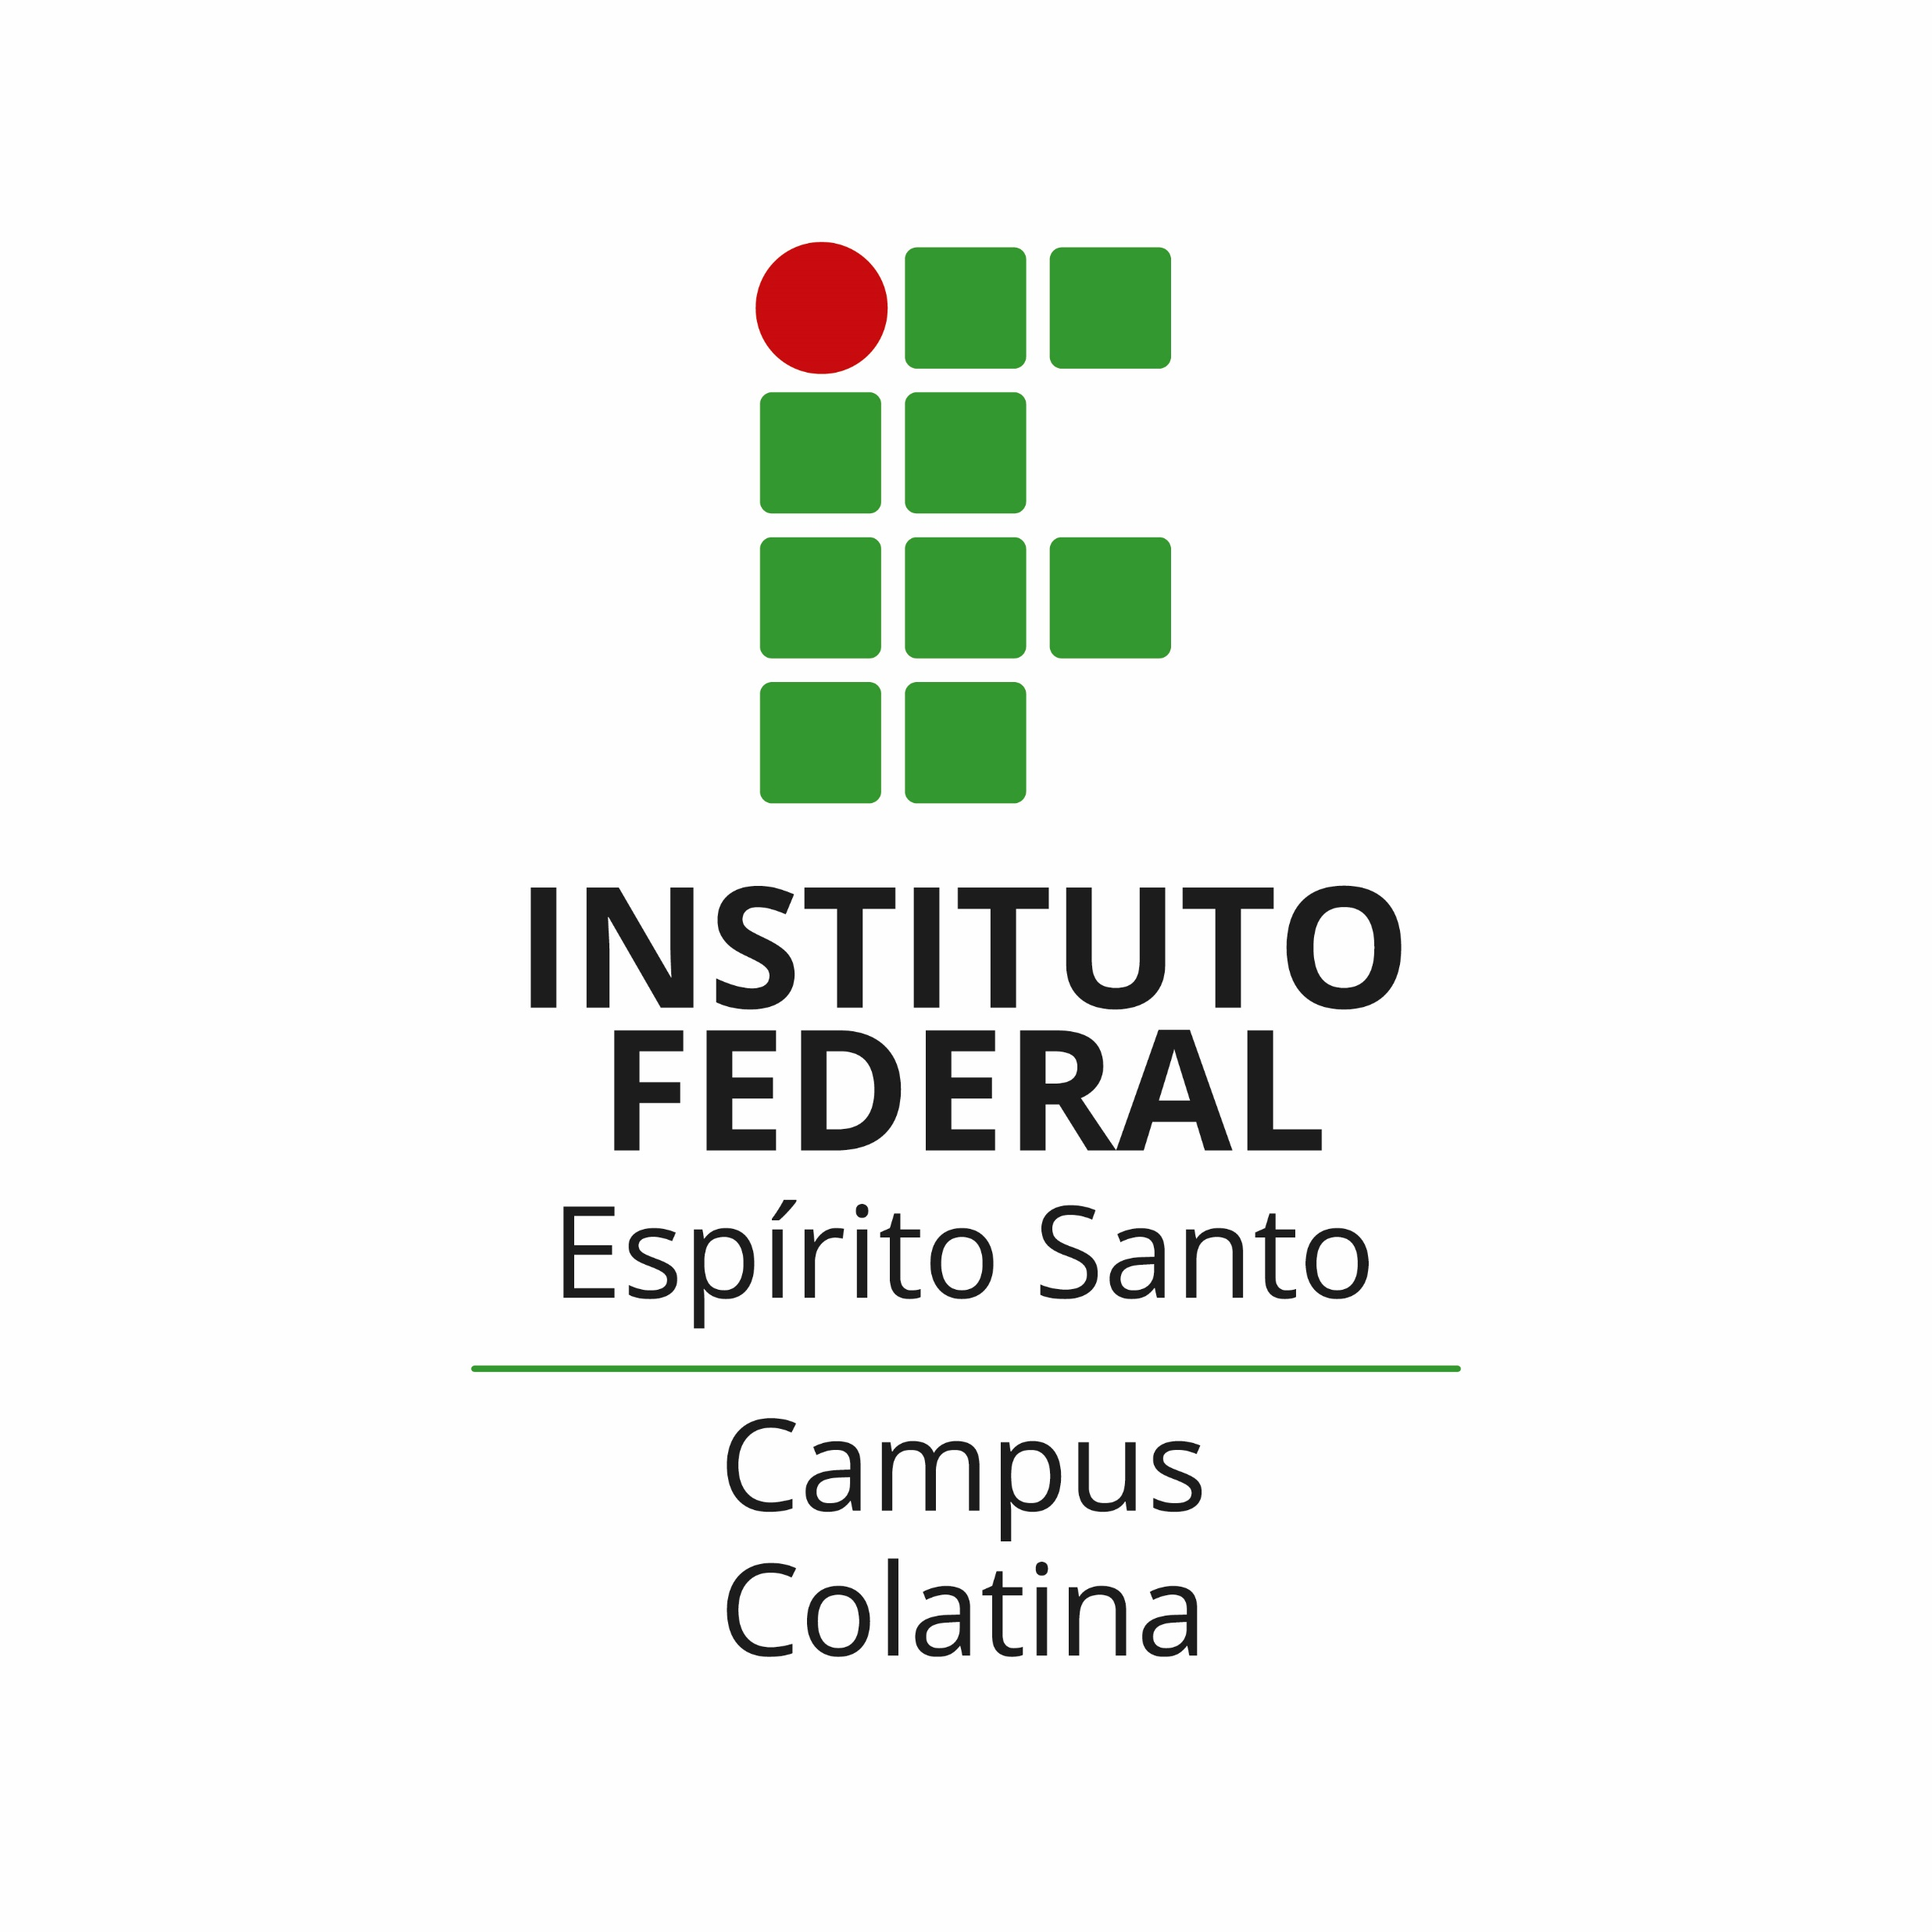 INSTITUTO
FEDERAL
Espírito Santo
Campus
Colatina